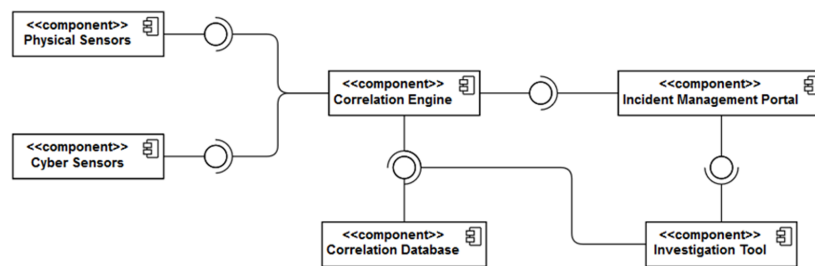 <<component>>
Physical Sensors
<<component>>
Correlation Engine
<<component>>
Incident Management Portal
<<component>>
Cyber Sensors
<<component>>
Correlation Database
<<component>>
Investigation Tool